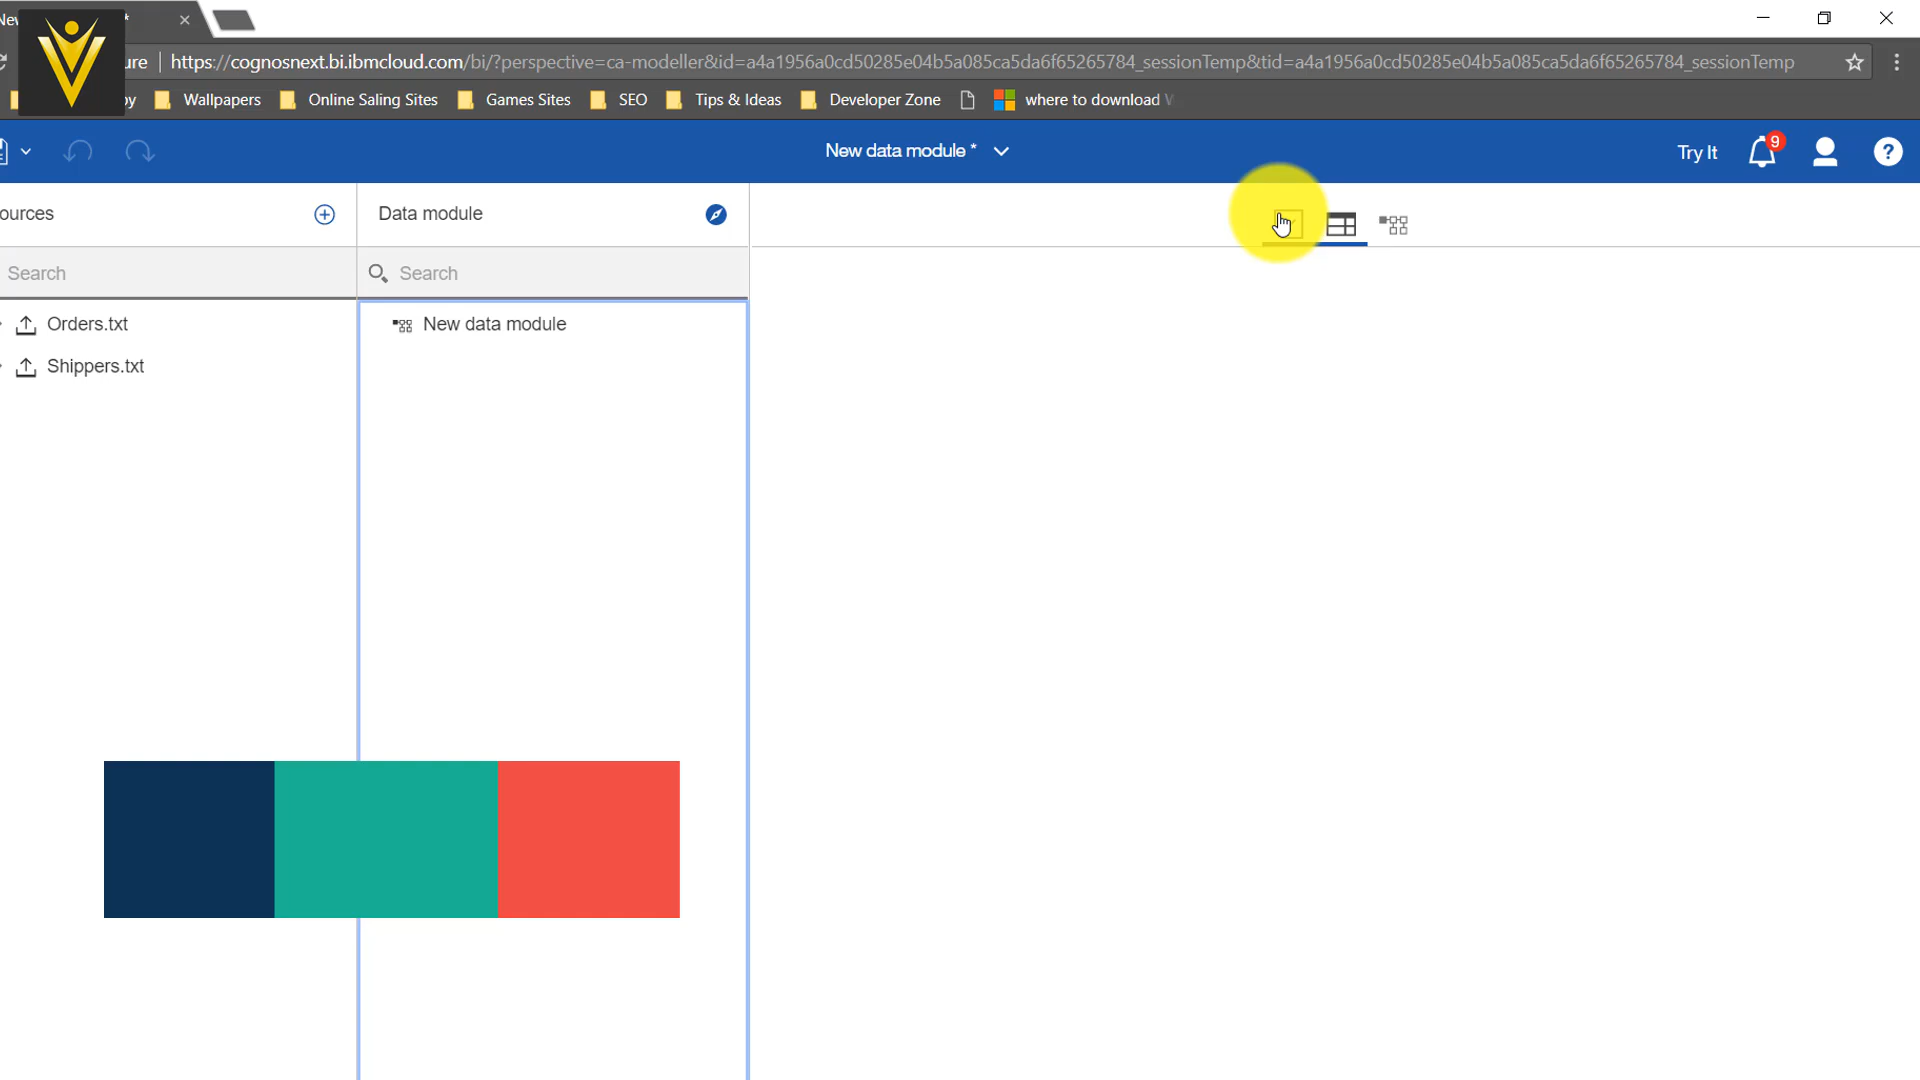 Nev *
ure https://cognosnext.bi.ibmcloud.com/bi/?perspective=ca-modeller&id=a4a1956a0cd50285e04b5a085ca5da6f65265784_sessionTemp&tid=a4a1956a0cd50285e04b5a085ca5da6f65265784_sessionTemp
by Wallpapers Online Saling Sites Games Sites SEO Tips & Ideas Developer Zone where to download W
New data module * Try It 9 ?
ources Data module
Search Search
Orders.txt New data module
Shippers.txt